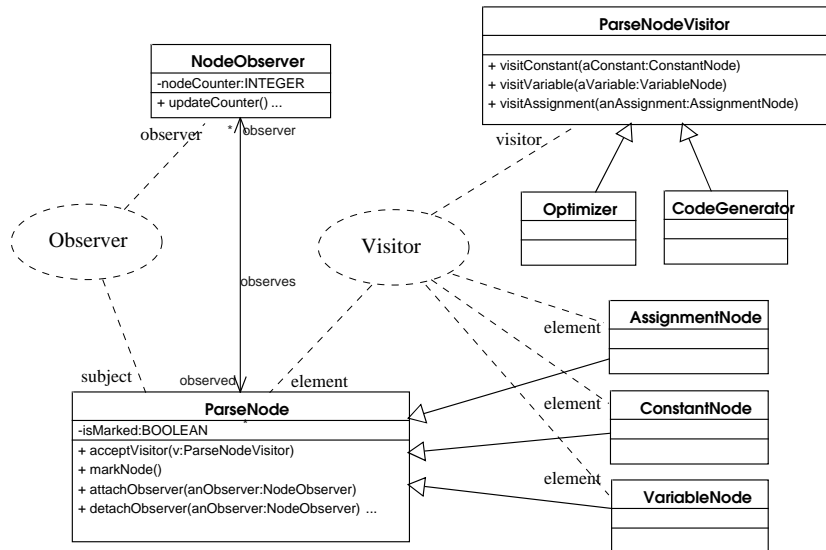 ParseNodeVisitor
+ visitConstant(aConstant:ConstantNode)
+ visitVariable(aVariable:VariableNode)
+ visitAssignment(anAssignment:AssignmentNode)
NodeObserver
-nodeCounter:INTEGER
+ updateCounter() ...
observer
* observer
visitor
Optimizer
CodeGenerator
Observer
Visitor
observes
AssignmentNode
element
subject
observed
element
ParseNode
*
-isMarked:BOOLEAN
+ acceptVisitor(v:ParseNodeVisitor)
+ markNode()
+ attachObserver(anObserver:NodeObserver)
+ detachObserver(anObserver:NodeObserver) ...
element
ConstantNode
element
VariableNode